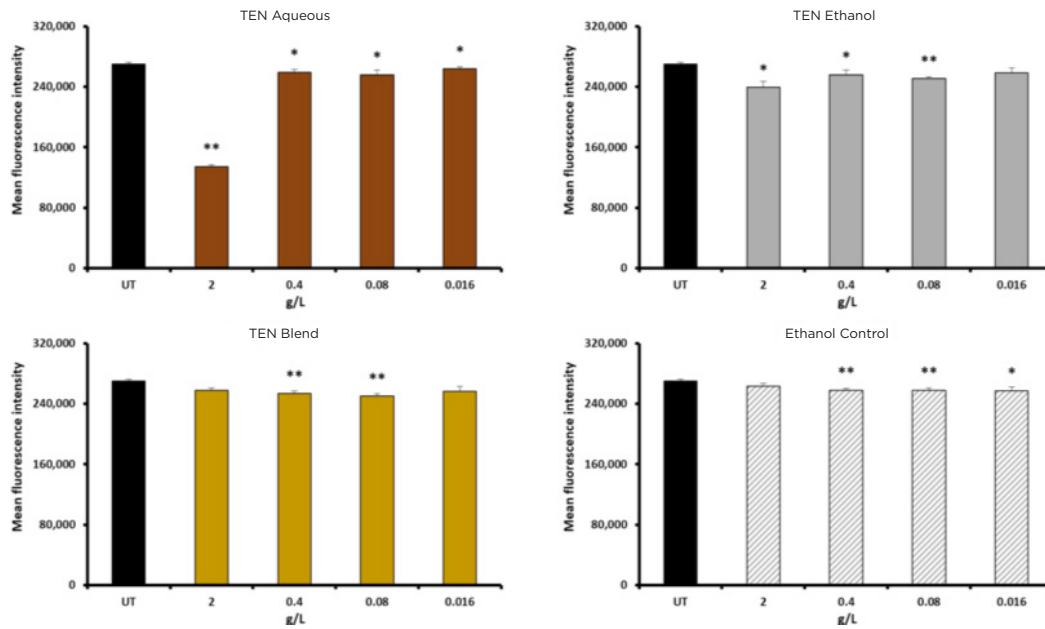 TEN Aqueous
Mean fluorescence intensity
320,000
240,000
160,000
80,000
0
**
*
*
*
UT 2 0.4 0.08 0.016
g/L
TEN Ethanol
Mean fluorescence intensity
320,000
240,000
160,000
80,000
0
*
*
**
UT 2 0.4 0.08 0.016
g/L
TEN Blend
Mean fluorescence intensity
320,000
240,000
160,000
80,000
0
**
**
UT 2 0.4 0.08 0.016
g/L
Ethanol Control
Mean fluorescence intensity
320,000
240,000
160,000
80,000
0
**
**
*
UT 2 0.4 0.08 0.016
g/L